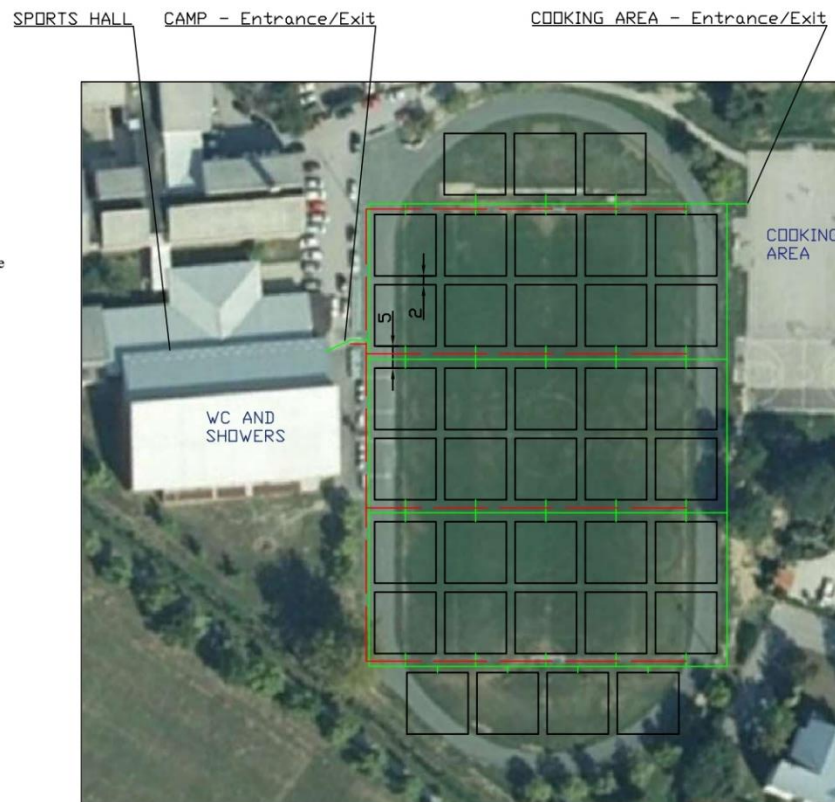 SPORTS HALL
CAMP - Entrance/Exit
COOKING AREA - Entrance/Exit
COOKING
AREA
e
5
2
WC AND
SHOWERS